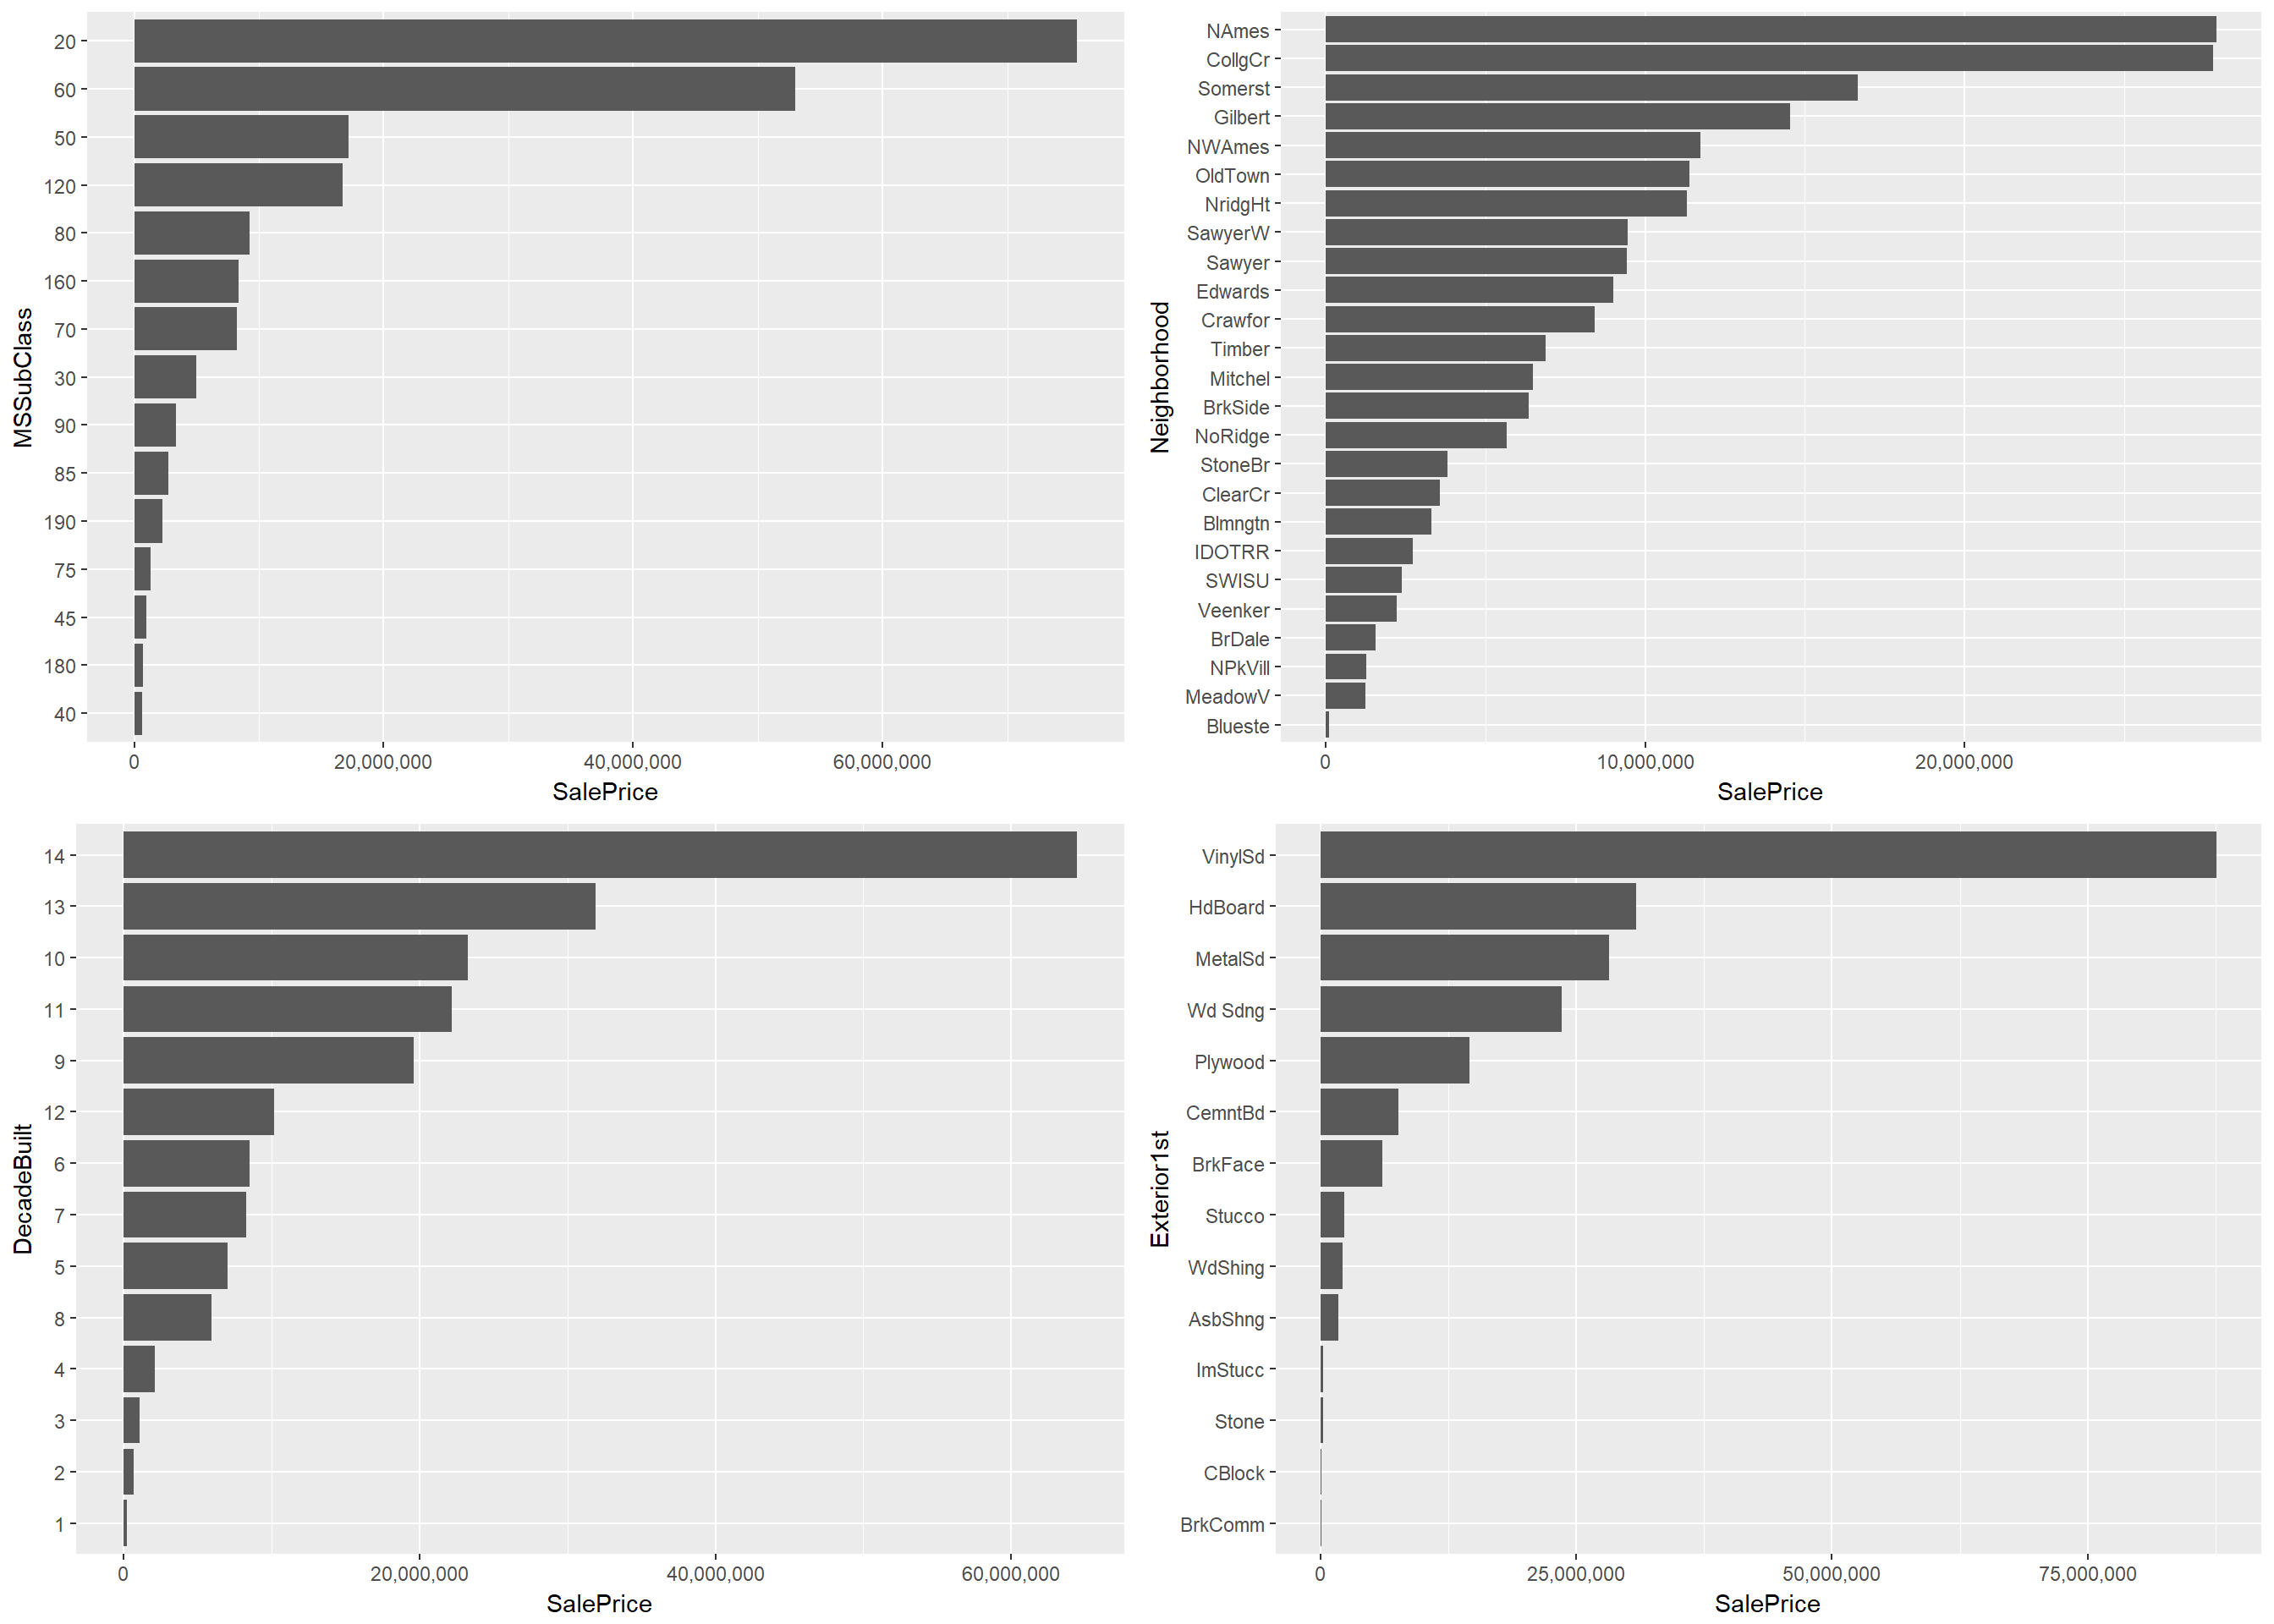 MSSubClass
20
60
50
120
80
160
70
30
90
85
190
75
45
180
40
0 20,000,000 40,000,000 60,000,000
SalePrice
Neighborhood
NAmes
CollgCr
Somerst
Gilbert
NWAmes
OldTown
NridgHt
SawyerW
Sawyer
Edwards
Crawfor
Timber
Mitchel
BrkSide
NoRidge
StoneBr
ClearCr
Blmngtn
IDOTRR
SWISU
Veenker
BrDale
NPkVill
MeadowV
Blueste
0 10,000,000 20,000,000
SalePrice
DecadeBuilt
14
13
10
11
9
12
6
7
5
8
4
3
2
1
0 20,000,000 40,000,000 60,000,000
SalePrice
Exterior1st
VinylSd
HdBoard
MetalSd
Wd Sdng
Plywood
CemntBd
BrkFace
Stucco
WdShing
AsbShng
ImStucc
Stone
CBlock
BrkComm
0 25,000,000 50,000,000 75,000,000
SalePrice